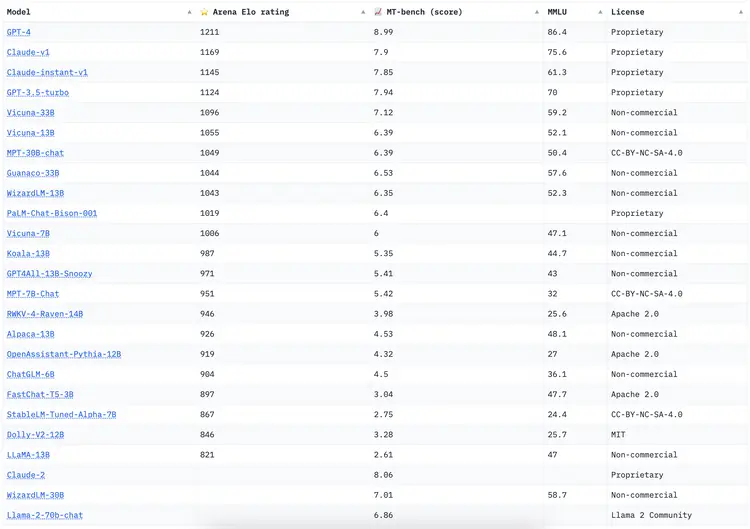 Model ▲ ⭐ Arena Elo rating ▲ 📈 MT-bench (score) ▲ MMLU ▲ License ▲
GPT-4 1211 8.99 86.4 Proprietary
Claude-v1 1169 7.9 75.6 Proprietary
Claude-instant-v1 1145 7.85 61.3 Proprietary
GPT-3.5-turbo 1124 7.94 70 Proprietary
Vicuna-33B 1096 7.12 59.2 Non-commercial
Vicuna-13B 1055 6.39 52.1 Non-commercial
MPT-30B-chat 1049 6.39 50.4 CC-BY-NC-SA-4.0
Guanaco-33B 1044 6.53 57.6 Non-commercial
WizardLM-13B 1043 6.35 52.3 Non-commercial
PaLM-Chat-Bison-001 1019 6.4 Proprietary
Vicuna-7B 1006 6 47.1 Non-commercial
Koala-13B 987 5.35 44.7 Non-commercial
GPT4All-13B-Snoozy 971 5.41 43 Non-commercial
MPT-7B-Chat 951 5.42 32 CC-BY-NC-SA-4.0
RWKV-4-Raven-14B 946 3.98 25.6 Apache 2.0
Alpaca-13B 926 4.53 48.1 Non-commercial
OpenAssistant-Pythia-12B 919 4.32 27 Apache 2.0
ChatGLM-6B 904 4.5 36.1 Non-commercial
FastChat-T5-3B 897 3.04 47.7 Apache 2.0
StableLM-Tuned-Alpha-7B 867 2.75 24.4 CC-BY-NC-SA-4.0
Dolly-V2-12B 846 3.28 25.7 MIT
LLaMA-13B 821 2.61 47 Non-commercial
Claude-2 8.06 Proprietary
WizardLM-30B 7.01 58.7 Non-commercial
Llama-2-70b-chat 6.86 Llama 2 Community